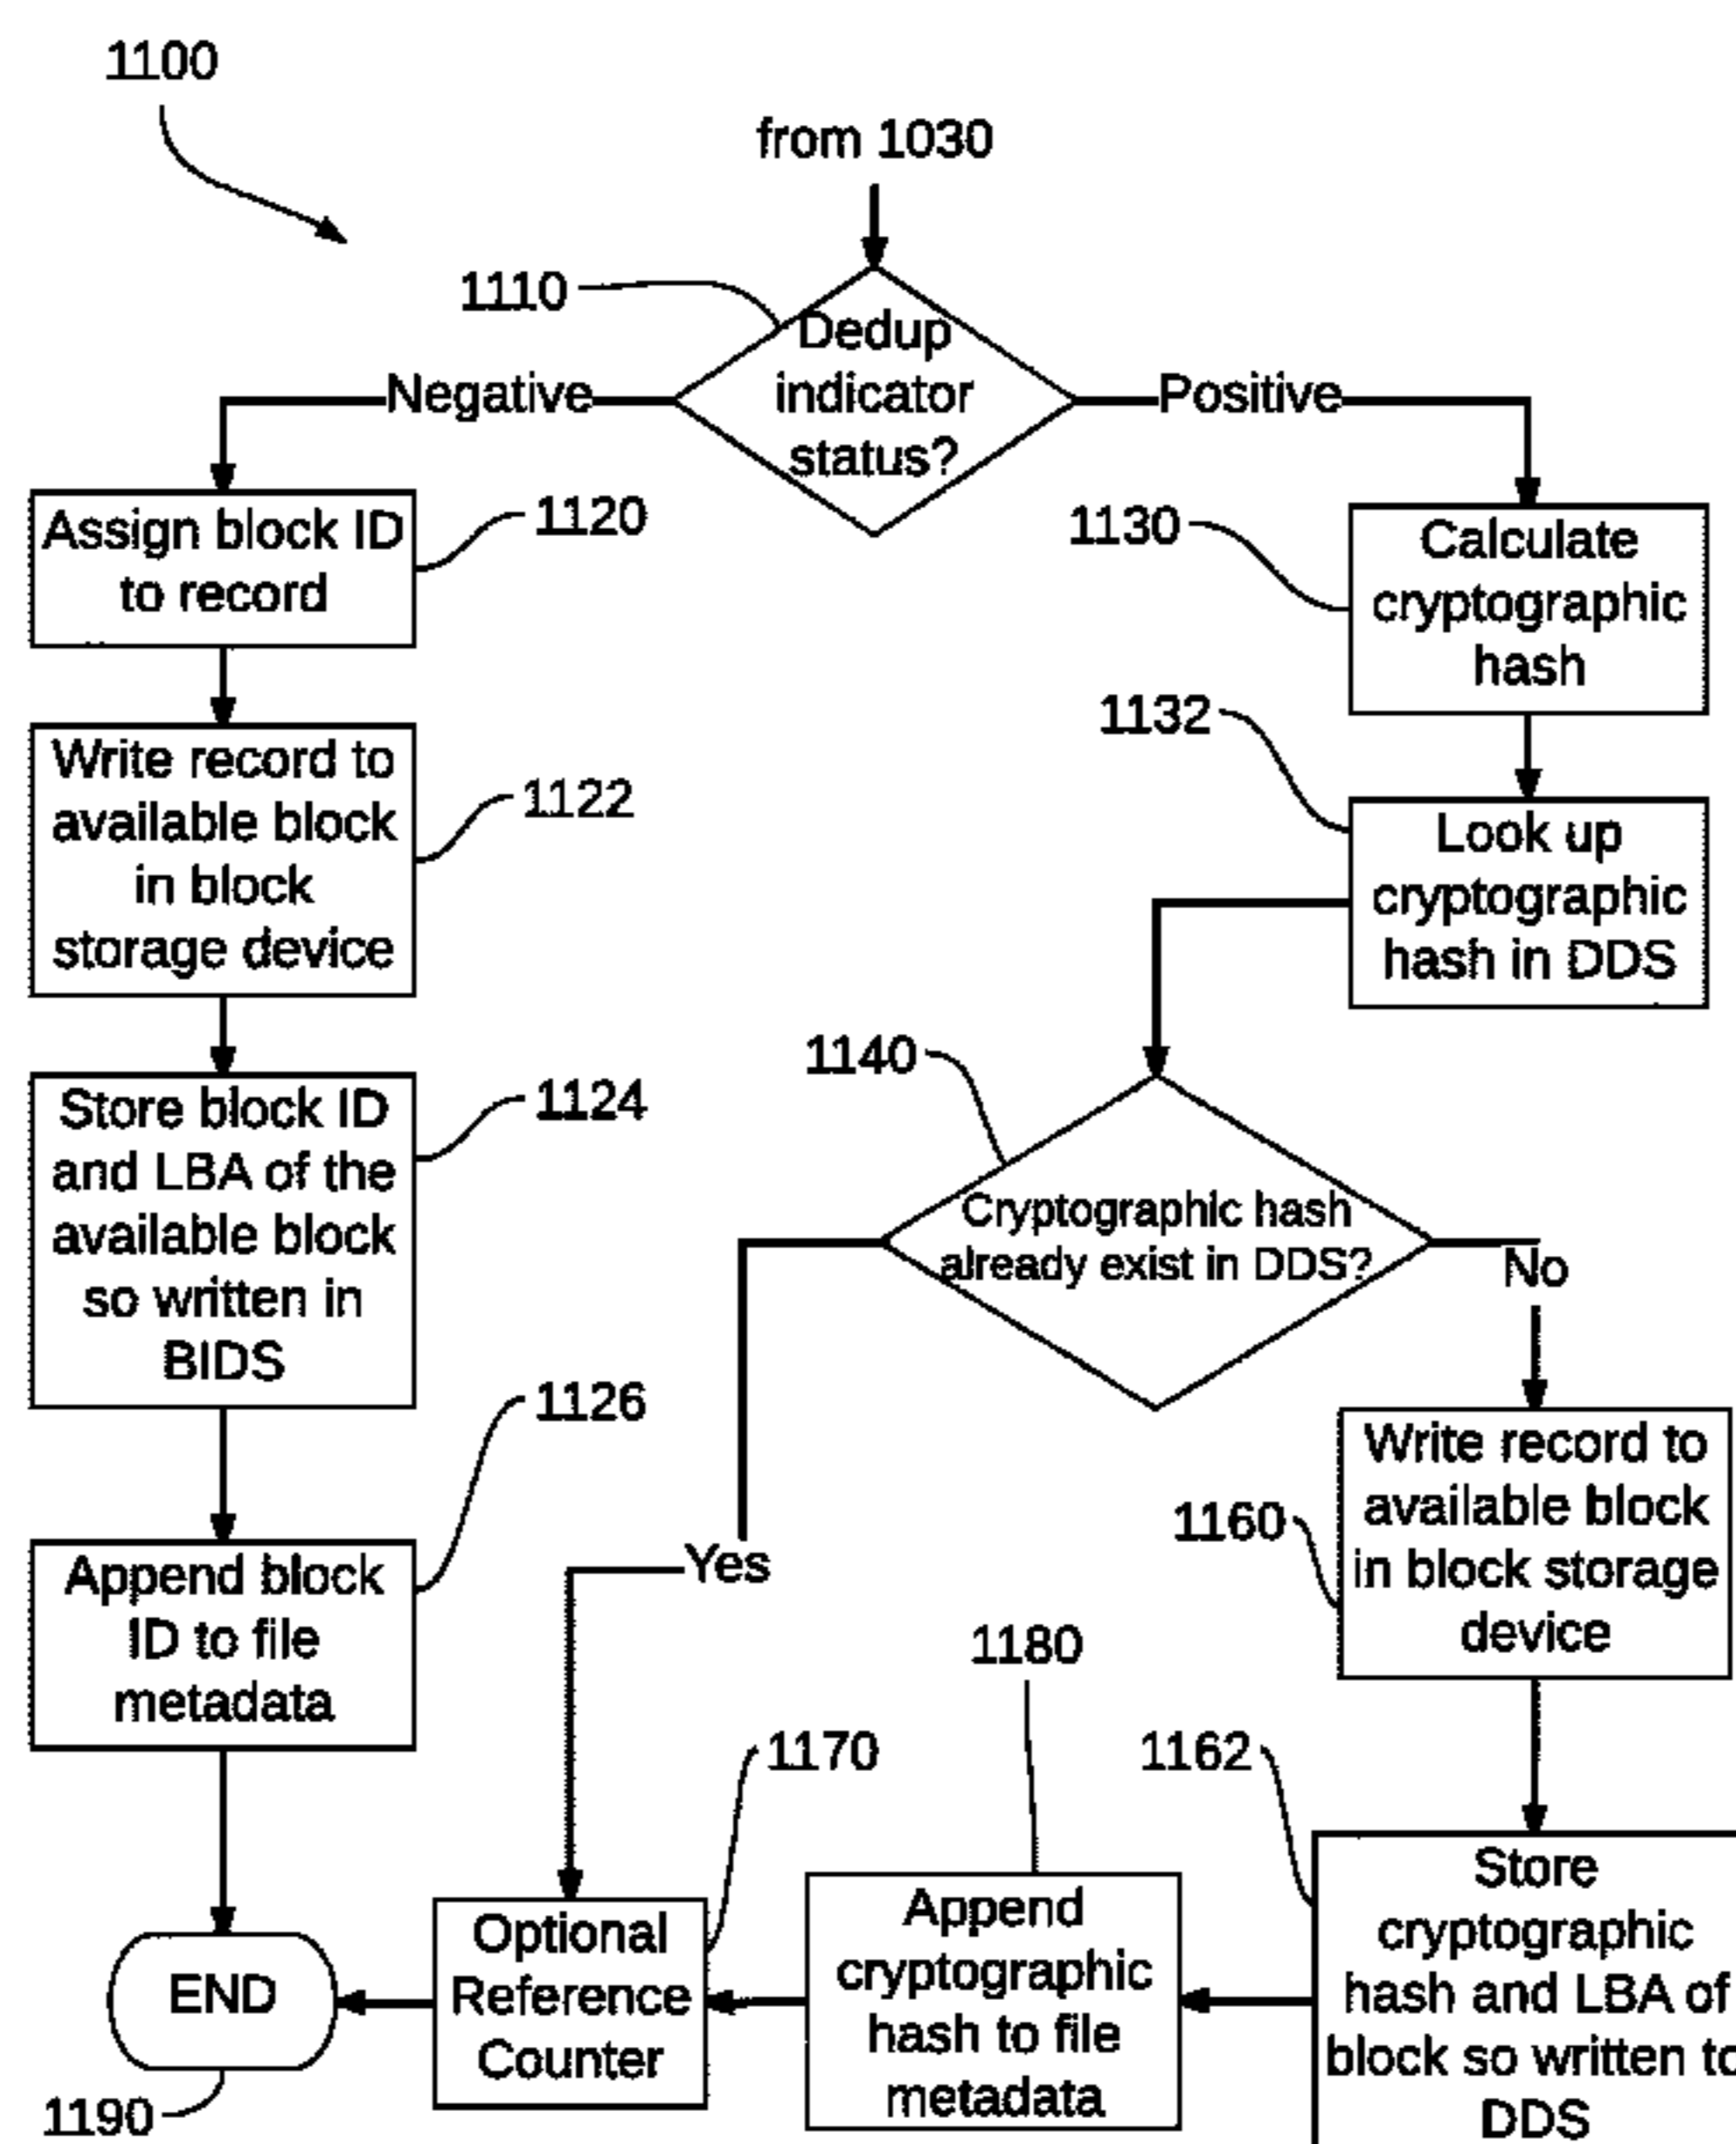 1100
from 1030
1110
Dedup
indicator
status?
Negative
Positive
Assign block ID
to record
1120
1130
Calculate
cryptographic
hash
Write record to
available block
in block
storage device
1122
1132
Look up
cryptographic
hash in DDS
Store block ID
and LBA of the
available block
so written in
BIDS
1124
1140
Cryptographic hash
already exist in DDS?
No
Yes
1126
Append block
ID to file
metadata
1160
Write record to
available block
in block storage
device
1180
1170
1162
Store
cryptographic
hash and LBA of
block so written to
DDS
Append
cryptographic
hash to file
metadata
Optional
Reference
Counter
END
1190